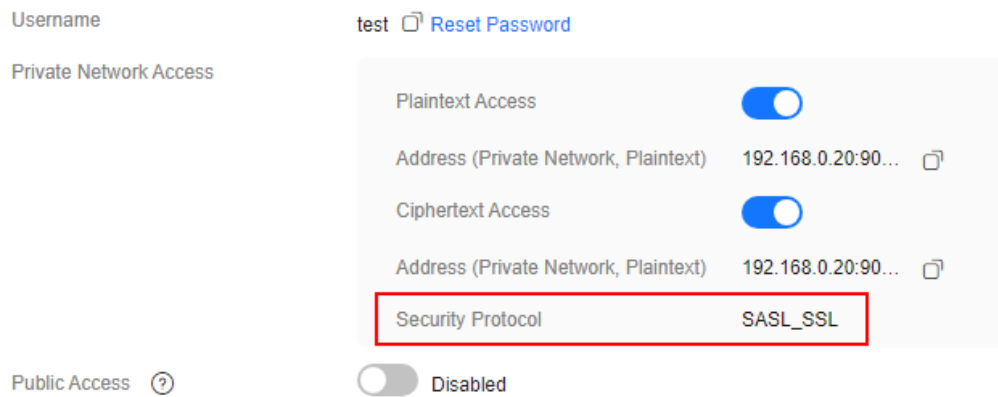 Username test Reset Password
Private Network Access
Plaintext Access
Address (Private Network, Plaintext) 192.168.0.20:90...
Ciphertext Access
Address (Private Network, Plaintext) 192.168.0.20:90...
Security Protocol SASL_SSL
Public Access ? Disabled